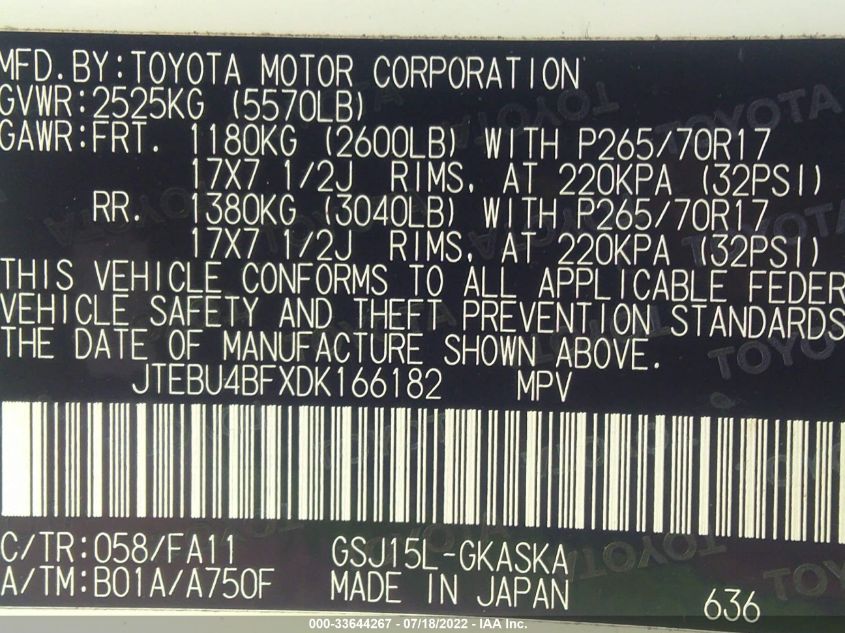 MFD.BY:TOYOTA MOTOR CORPORATION
GVWR:2525KG (5570LB)
GAWR:FRT. 1180KG (2600LB) WITH P265/70R17
17X7 1/2J RIMS, AT 220KPA (32PSI)
RR. 1380KG (3040LB) WITH P265/70R17
17X7 1/2J RIMS, AT 220KPA (32PSI)
THIS VEHICLE CONFORMS TO ALL APPLICABLE FEDER
VEHICLE SAFETY AND THEFT PREVENTION STANDARDS
THE DATE OF MANUFACTURE SHOWN ABOVE.
JTEBU4BFXDK166182 MPV
C/TR:058/FA11 GSJ15L-GKASKA
A/TM:B01A/A750F MADE IN JAPAN 636
000-33644267 - 07/18/2022 - IAA Inc.